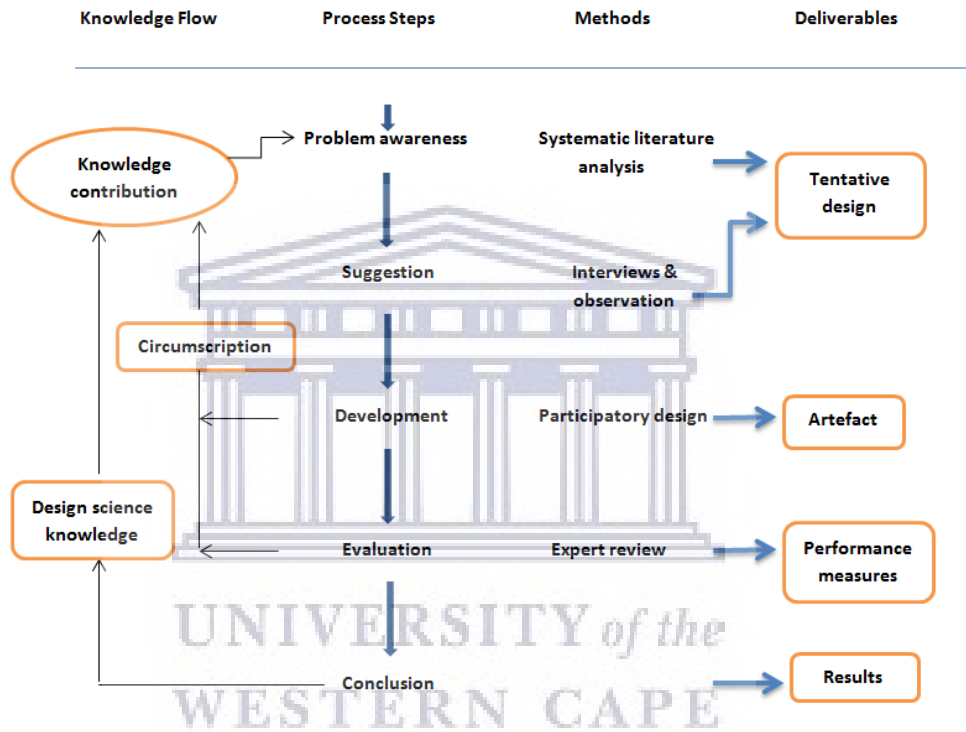 Knowledge Flow
Process Steps
Methods
Deliverables
Knowledge
contribution
Problem awareness
Systematic literature
analysis
Tentative
design
Suggestion
Interviews &
observation
Circumscription
Development
Participatory design
Artefact
Design science
knowledge
Evaluation
Expert review
Performance
measures
Conclusion
Results
UNIVERSITY of the
WESTERN CAPE